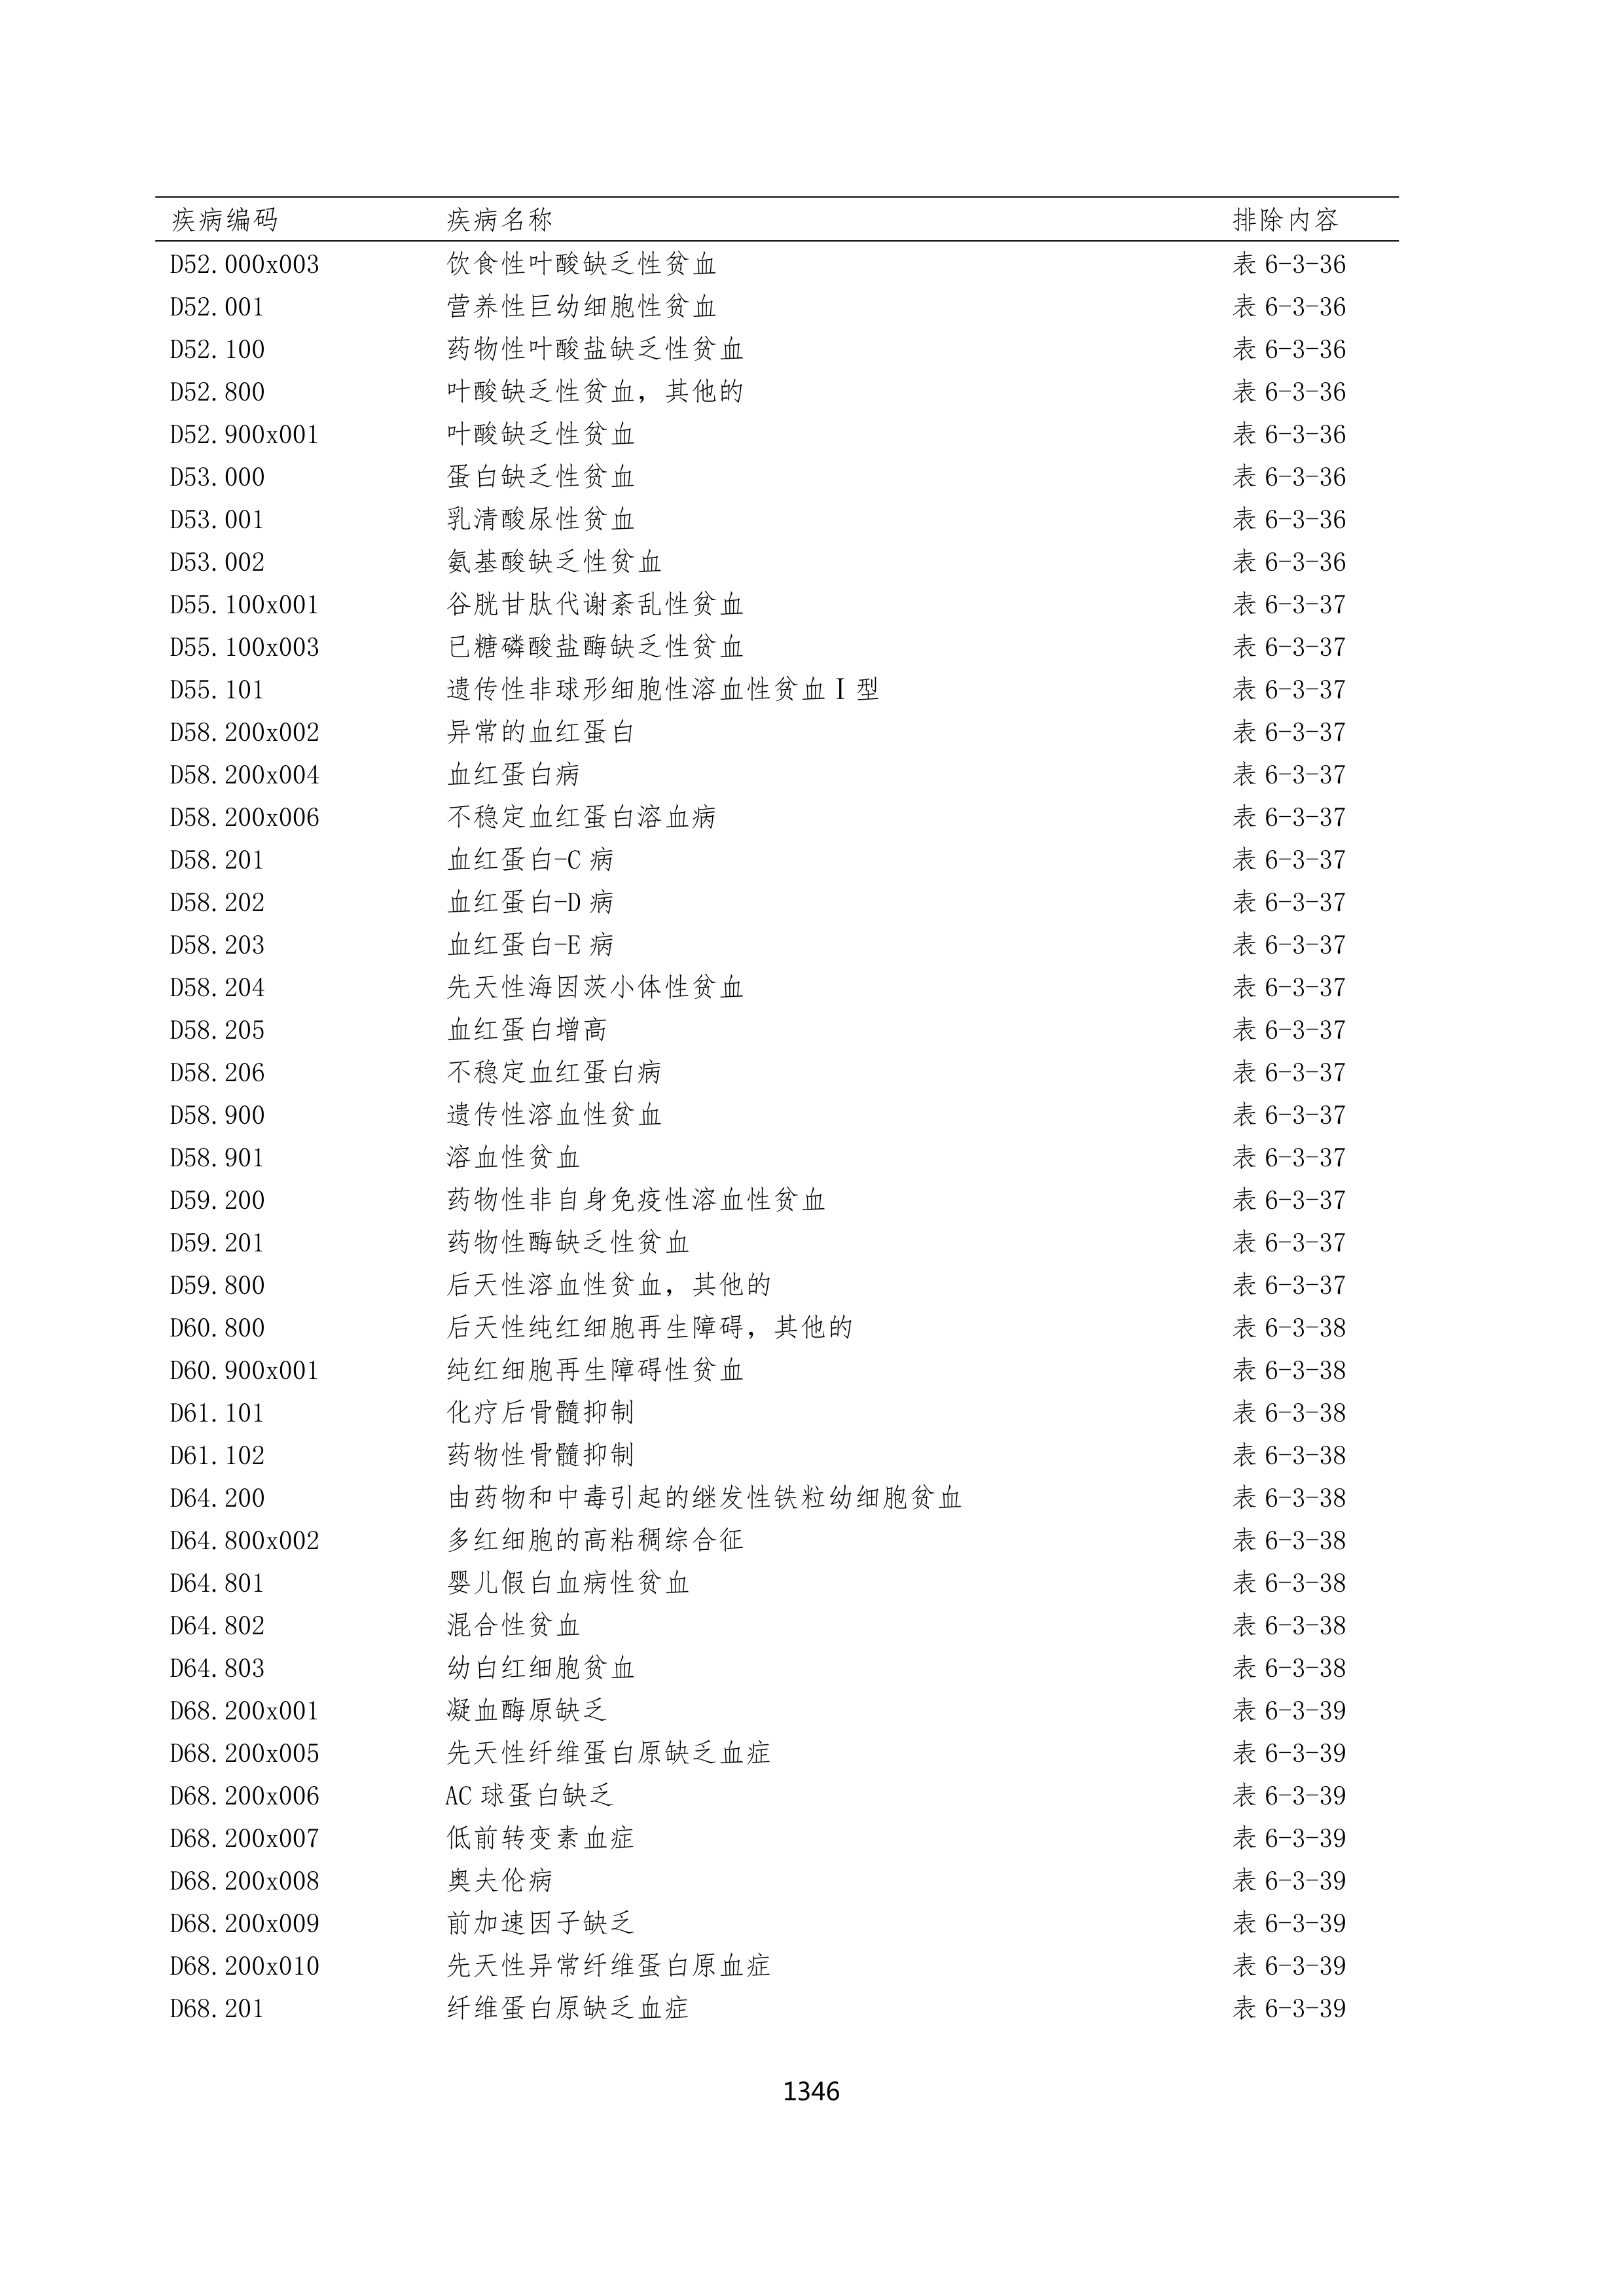 疾病编码 疾病名称 排除内容
D52.000x003 饮食性叶酸缺乏性贫血 表 6-3-36
D52.001 营养性巨幼细胞性贫血 表 6-3-36
D52.100 药物性叶酸盐缺乏性贫血 表 6-3-36
D52.800 叶酸缺乏性贫血，其他的 表 6-3-36
D52.900x001 叶酸缺乏性贫血 表 6-3-36
D53.000 蛋白缺乏性贫血 表 6-3-36
D53.001 乳清酸尿性贫血 表 6-3-36
D53.002 氨基酸缺乏性贫血 表 6-3-36
D55.100x001 谷胱甘肽代谢紊乱性贫血 表 6-3-37
D55.100x003 已糖磷酸盐酶缺乏性贫血 表 6-3-37
D55.101 遗传性非球形细胞性溶血性贫血Ⅰ型 表 6-3-37
D58.200x002 异常的血红蛋白 表 6-3-37
D58.200x004 血红蛋白病 表 6-3-37
D58.200x006 不稳定血红蛋白溶血病 表 6-3-37
D58.201 血红蛋白-C 病 表 6-3-37
D58.202 血红蛋白-D 病 表 6-3-37
D58.203 血红蛋白-E 病 表 6-3-37
D58.204 先天性海因茨小体性贫血 表 6-3-37
D58.205 血红蛋白增高 表 6-3-37
D58.206 不稳定血红蛋白病 表 6-3-37
D58.900 遗传性溶血性贫血 表 6-3-37
D58.901 溶血性贫血 表 6-3-37
D59.200 药物性非自身免疫性溶血性贫血 表 6-3-37
D59.201 药物性酶缺乏性贫血 表 6-3-37
D59.800 后天性溶血性贫血，其他的 表 6-3-37
D60.800 后天性纯红细胞再生障碍，其他的 表 6-3-38
D60.900x001 纯红细胞再生障碍性贫血 表 6-3-38
D61.101 化疗后骨髓抑制 表 6-3-38
D61.102 药物性骨髓抑制 表 6-3-38
D64.200 由药物和中毒引起的继发性铁粒幼细胞贫血 表 6-3-38
D64.800x002 多红细胞的高粘稠综合征 表 6-3-38
D64.801 婴儿假白血病性贫血 表 6-3-38
D64.802 混合性贫血 表 6-3-38
D64.803 幼白红细胞贫血 表 6-3-38
D68.200x001 凝血酶原缺乏 表 6-3-39
D68.200x005 先天性纤维蛋白原缺乏血症 表 6-3-39
D68.200x006 AC 球蛋白缺乏 表 6-3-39
D68.200x007 低前转变素血症 表 6-3-39
D68.200x008 奥夫伦病 表 6-3-39
D68.200x009 前加速因子缺乏 表 6-3-39
D68.200x010 先天性异常纤维蛋白原血症 表 6-3-39
D68.201 纤维蛋白原缺乏血症 表 6-3-39
1346